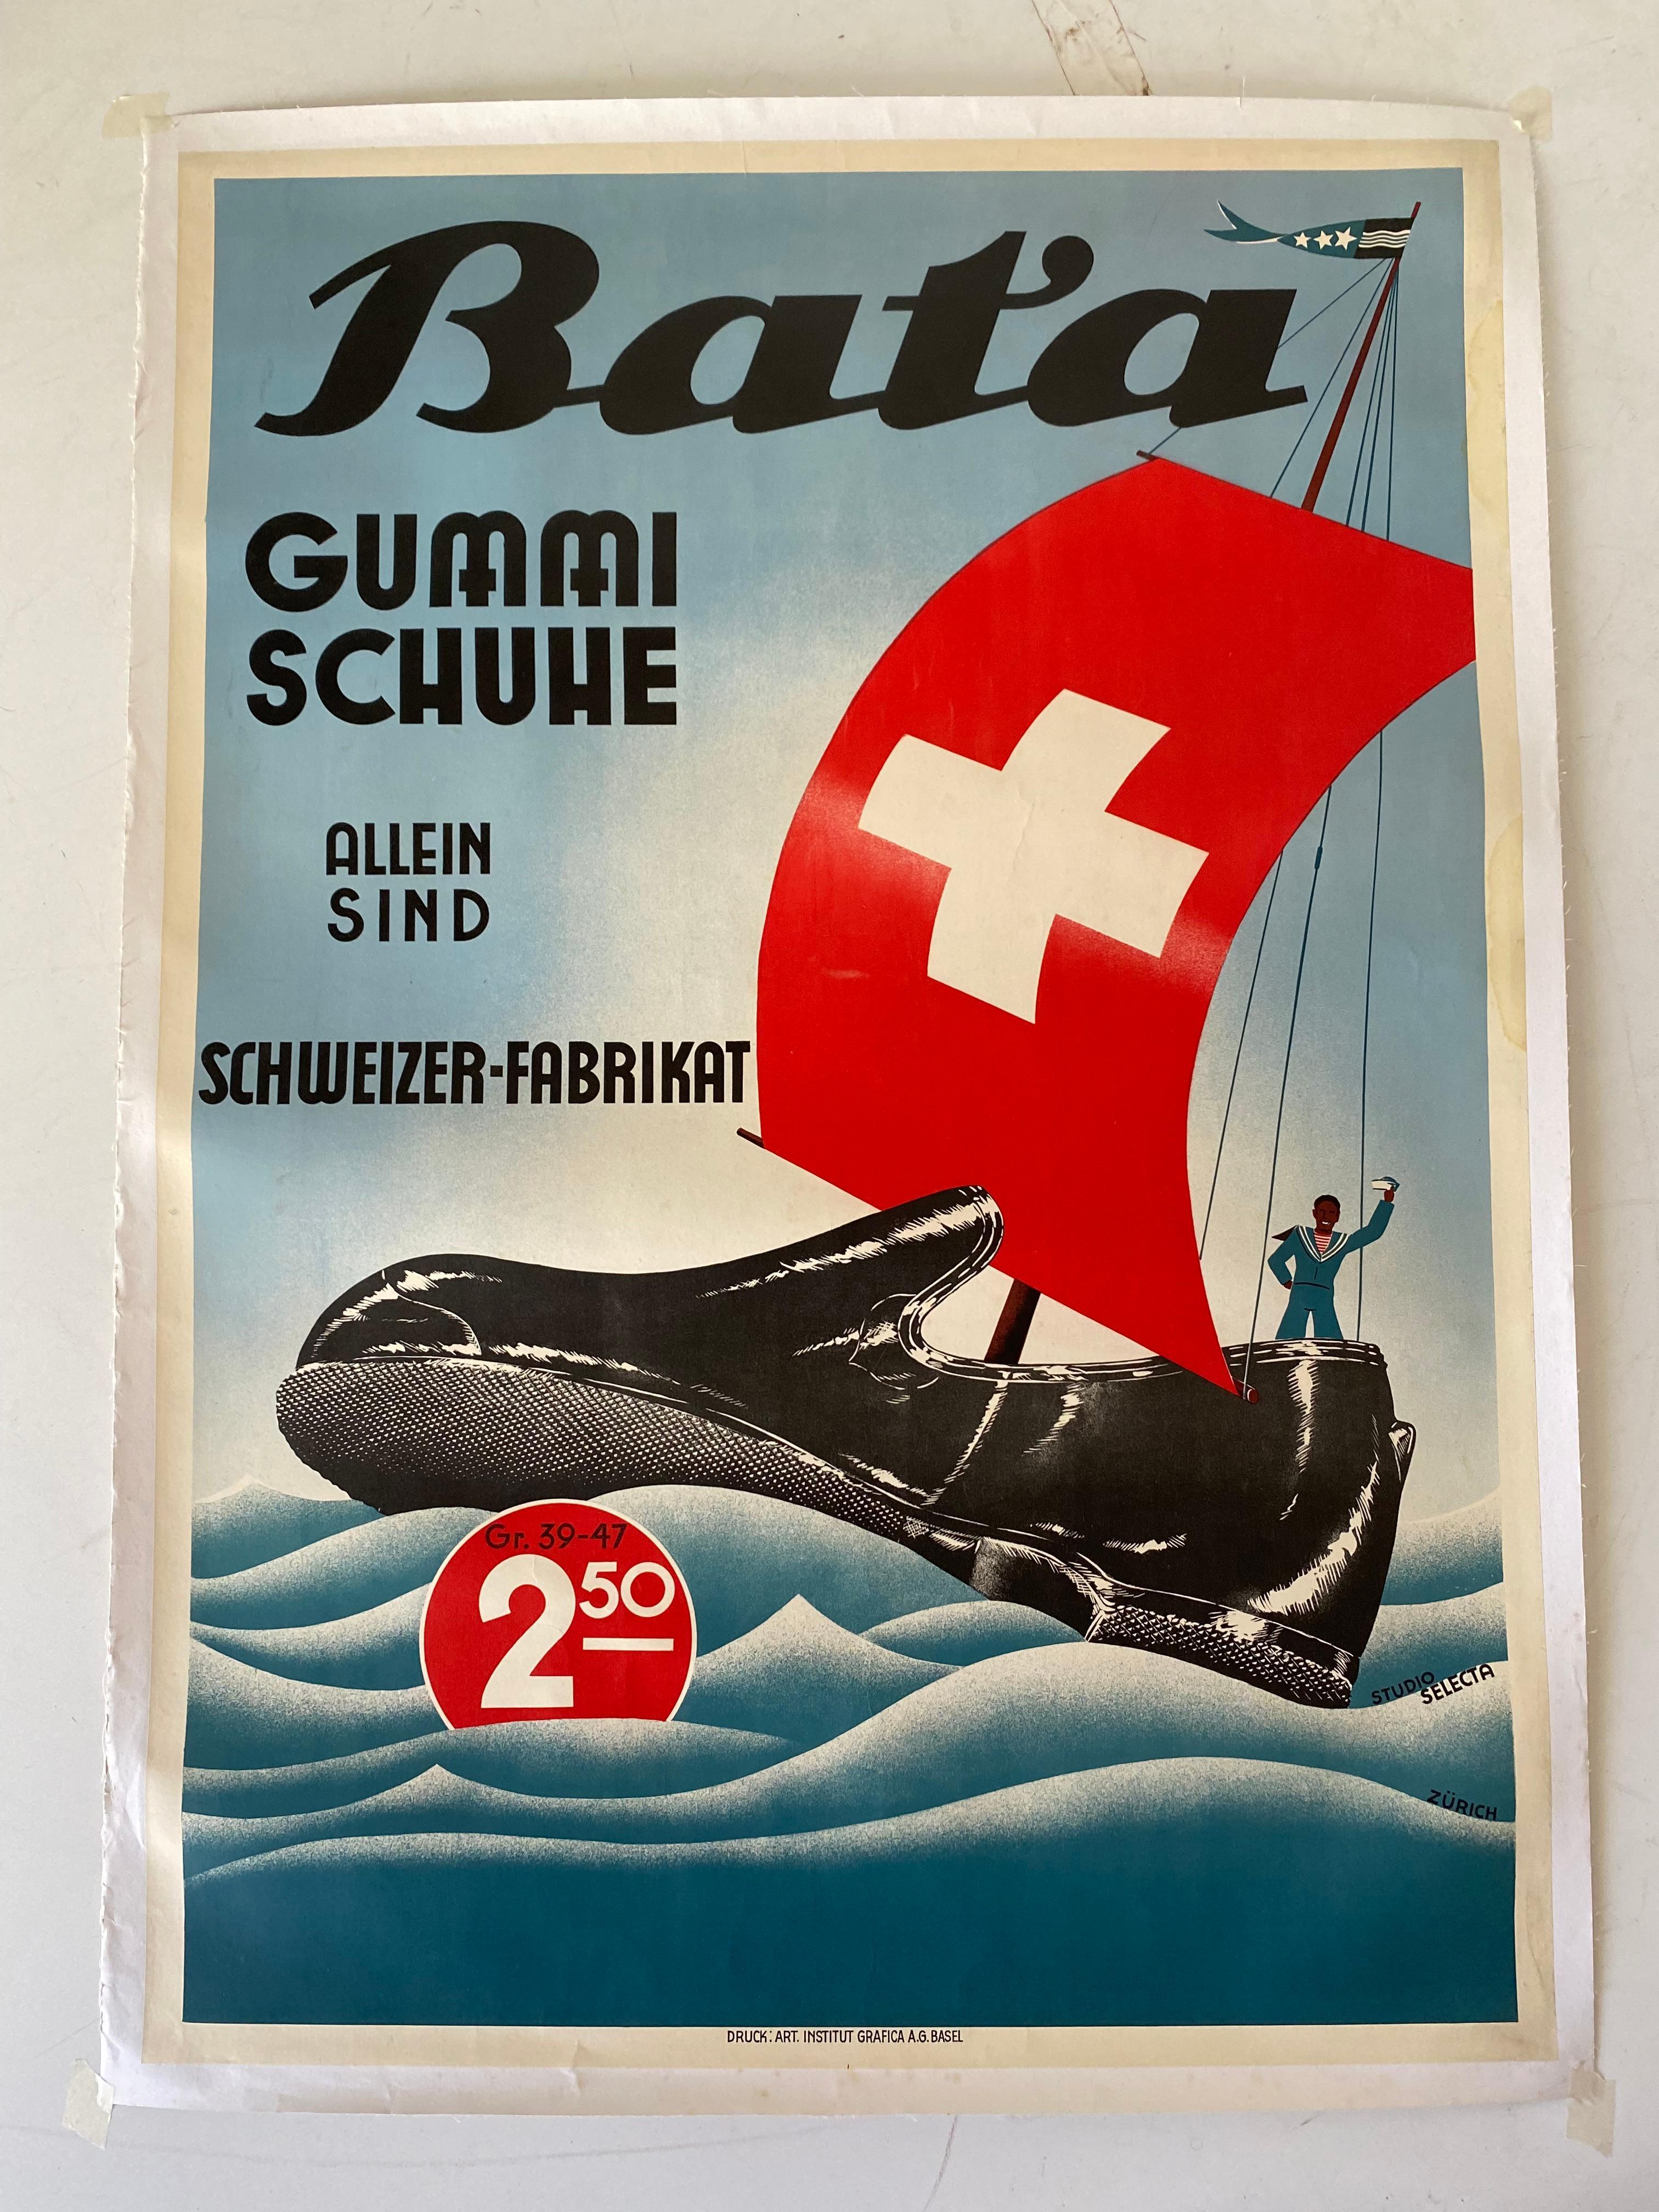 Bat'a
GUMMI
SCHUHE
ALLEIN
SIND
SCHWEIZER-FABRIKAT
Gr. 39-47
2 50
STUDIO
SELECTA
ZÜRICH
DRUCK: ART. INSTITUT GRAFICA A.G. BASEL